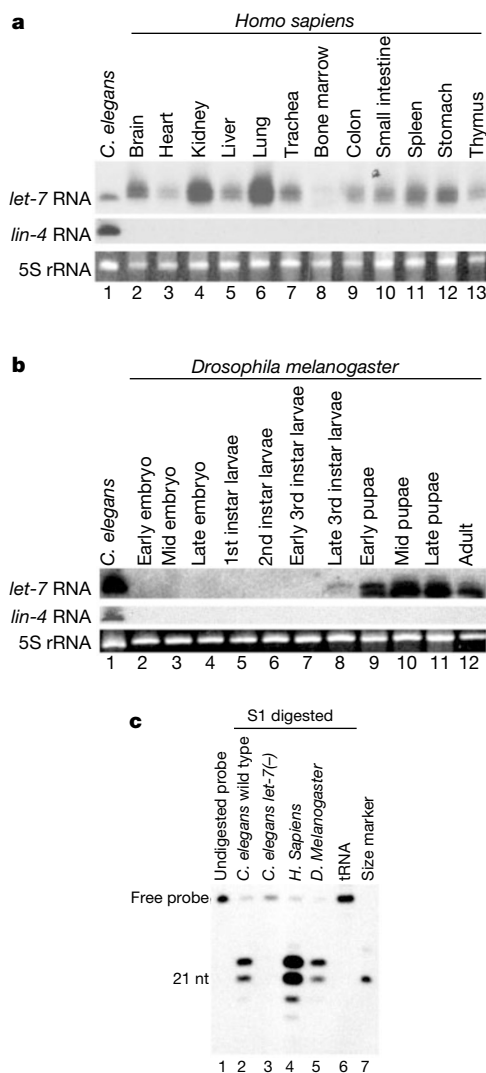 a
Homo sapiens
C. elegans
Brain
Heart
Kidney
Liver
Lung
Trachea
Bone marrow
Colon
Small intestine
Spleen
Stomach
Thymus
let-7 RNA
lin-4 RNA
5S rRNA
1 2 3 4 5 6 7 8 9 10 11 12 13
b
Drosophila melanogaster
C. elegans
Early embryo
Mid embryo
Late embryo
1st instar larvae
2nd instar larvae
Early 3rd instar larvae
Late 3rd instar larvae
Early pupae
Mid pupae
Late pupae
Adult
let-7 RNA
lin-4 RNA
5S rRNA
1 2 3 4 5 6 7 8 9 10 11 12
c
S1 digested
Undigested probe
C. elegans wild type
C. elegans let-7(-)
H. Sapiens
D. Melanogaster
tRNA
Size marker
Free probe
21 nt
1 2 3 4 5 6 7